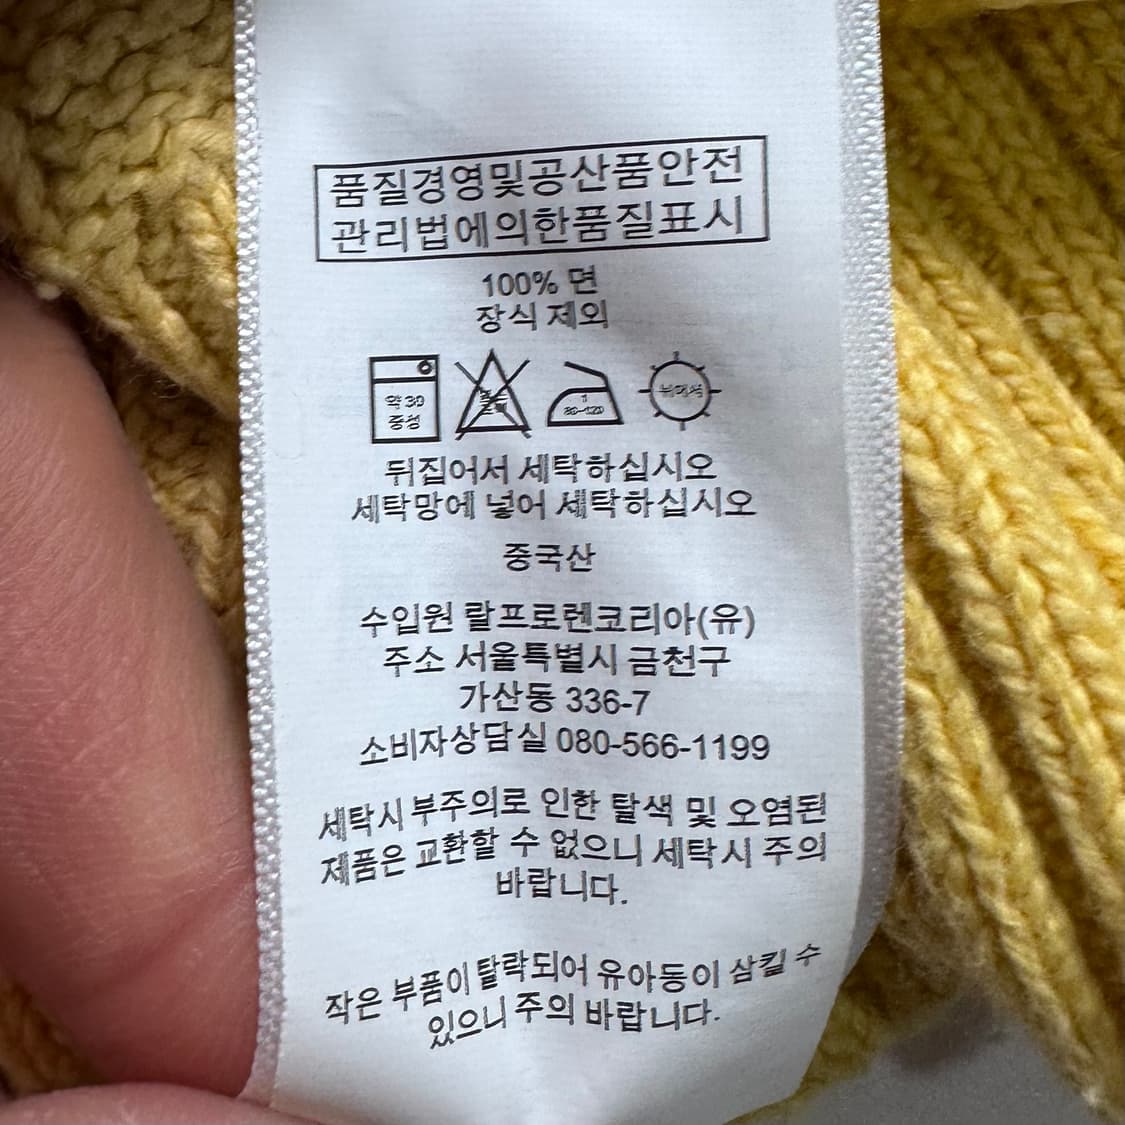 품질경영및공산품안전
관리법에의한품질표시
100% 면
장식 제외
약 30
중성
1
80~120
뉘어서
뒤집어서 세탁하십시오
세탁망에 넣어 세탁하십시오
중국산
수입원 랄프로렌코리아(유)
주소 서울특별시 금천구
가산동 336-7
소비자상담실 080-566-1199
세탁시부주의로 인한 탈색 및 오염된
제품은 교환할 수 없으니 세탁시 주의
바랍니다.
작은 부품이 탈락되어 유아동이 삼킬 수
있으니 주의 바랍니다.